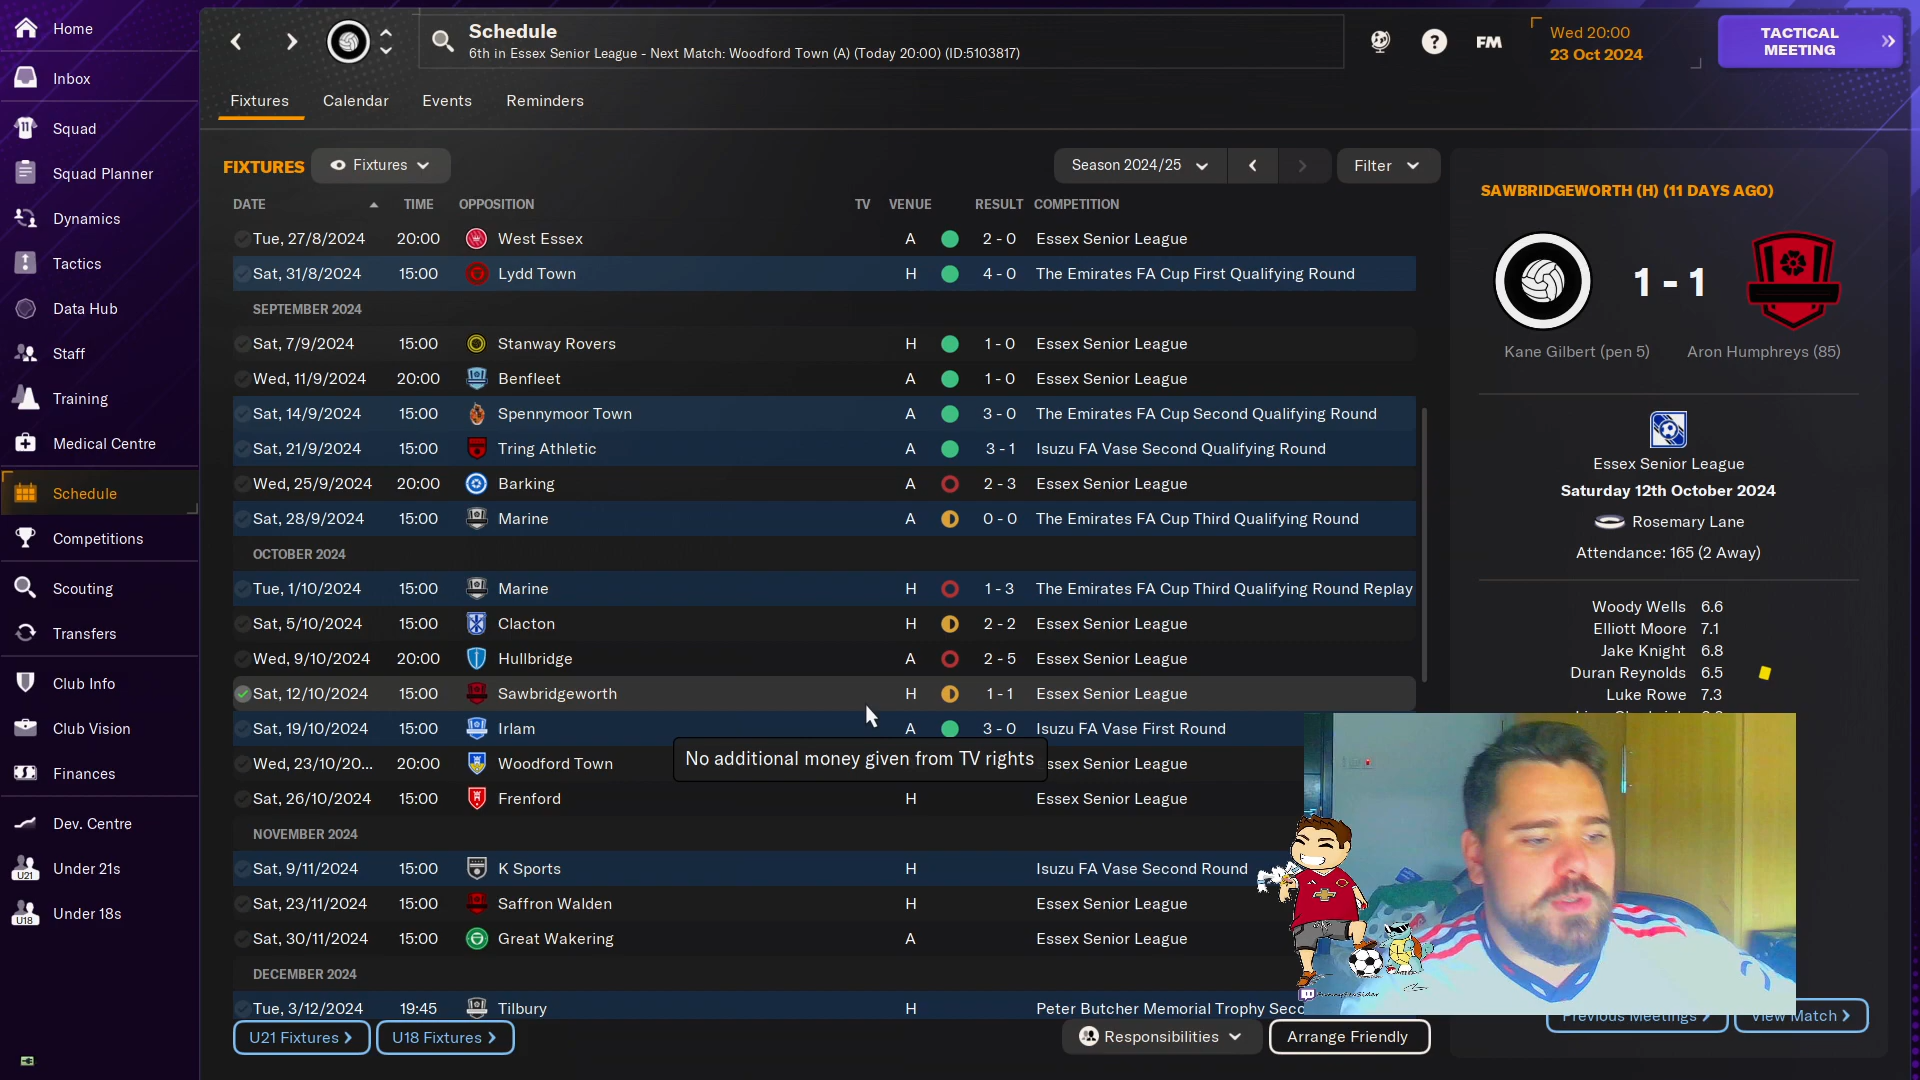 Home
Inbox
Squad
Squad Planner
Dynamics
Tactics
Data Hub
Staff
Training
Medical Centre
Schedule
Competitions
Scouting
Transfers
Club Info
Club Vision
Finances
Dev. Centre
U21 Under 21s
U18 Under 18s
Schedule
6th in Essex Senior League - Next Match: Woodford Town (A) (Today 20:00) (ID:5103817)
? FM
Wed 20:00
23 Oct 2024
TACTICAL
MEETING
Fixtures Calendar Events Reminders
FIXTURES Fixtures Season 2024/25 Filter
DATE TIME OPPOSITION TV VENUE RESULT COMPETITION
Tue, 27/8/2024 20:00 West Essex A 2 - 0 Essex Senior League
Sat, 31/8/2024 15:00 Lydd Town H 4 - 0 The Emirates FA Cup First Qualifying Round
SEPTEMBER 2024
Sat, 7/9/2024 15:00 Stanway Rovers H 1 - 0 Essex Senior League
Wed, 11/9/2024 20:00 Benfleet A 1 - 0 Essex Senior League
Sat, 14/9/2024 15:00 Spennymoor Town A 3 - 0 The Emirates FA Cup Second Qualifying Round
Sat, 21/9/2024 15:00 Tring Athletic A 3 - 1 Isuzu FA Vase Second Qualifying Round
Wed, 25/9/2024 20:00 Barking A 2 - 3 Essex Senior League
Sat, 28/9/2024 15:00 Marine A 0 - 0 The Emirates FA Cup Third Qualifying Round
OCTOBER 2024
Tue, 1/10/2024 15:00 Marine H 1 - 3 The Emirates FA Cup Third Qualifying Round Replay
Sat, 5/10/2024 15:00 Clacton H 2 - 2 Essex Senior League
Wed, 9/10/2024 20:00 Hullbridge A 2 - 5 Essex Senior League
Sat, 12/10/2024 15:00 Sawbridgeworth H 1 - 1 Essex Senior League
Sat, 19/10/2024 15:00 Irlam A 3 - 0 Isuzu FA Vase First Round
Wed, 23/10/20... 20:00 Woodford Town ssex Senior League
No additional money given from TV rights
Sat, 26/10/2024 15:00 Frenford H Essex Senior League
NOVEMBER 2024
Sat, 9/11/2024 15:00 K Sports H Isuzu FA Vase Second Round
Sat, 23/11/2024 15:00 Saffron Walden H Essex Senior League
Sat, 30/11/2024 15:00 Great Wakering A Essex Senior League
DECEMBER 2024
Tue, 3/12/2024 19:45 Tilbury H Peter Butcher Memorial Trophy Seco
U21 Fixtures U18 Fixtures Responsibilities Arrange Friendly
SAWBRIDGEWORTH (H) (11 DAYS AGO)
1 - 1
Kane Gilbert (pen 5) Aron Humphreys (85)
Essex Senior League
Saturday 12th October 2024
Rosemary Lane
Attendance: 165 (2 Away)
Woody Wells 6.6
Elliott Moore 7.1
Jake Knight 6.8
Duran Reynolds 6.5
Luke Rowe 7.3
Previous Meetings View Match